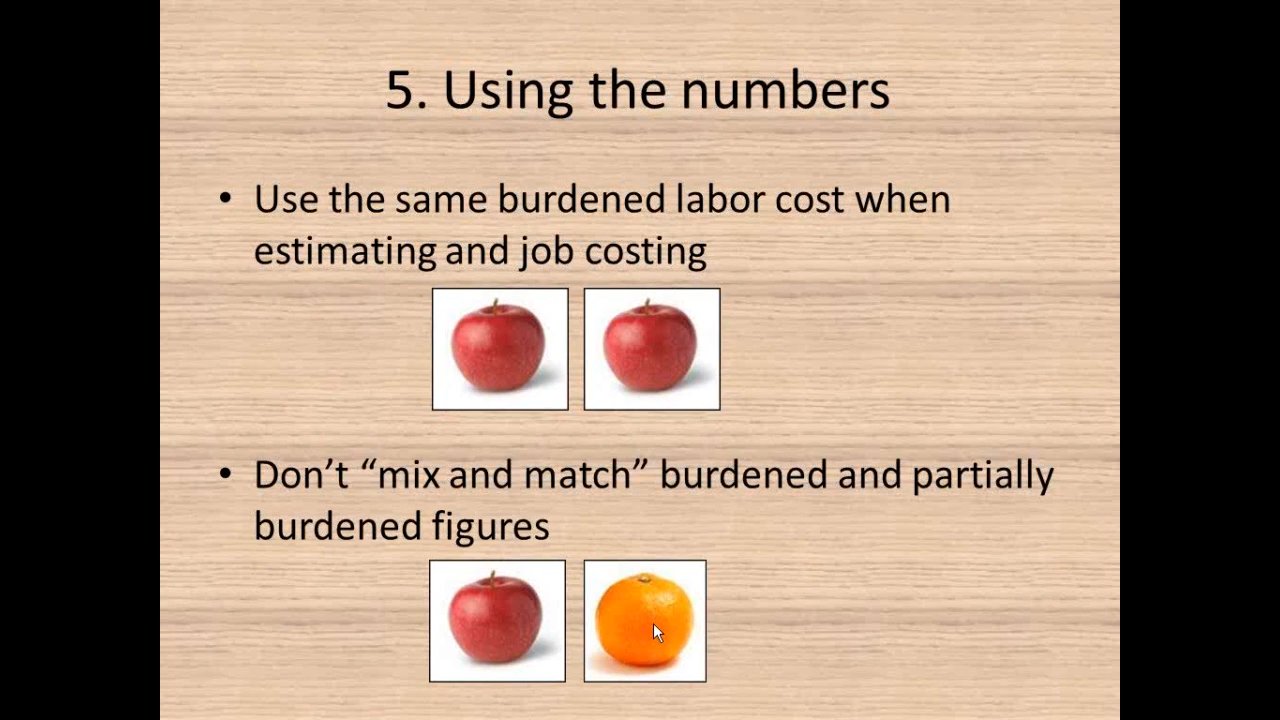 5. Using the numbers
• Use the same burdened labor cost when
estimating and job costing
• Don’t “mix and match” burdened and partially
burdened figures